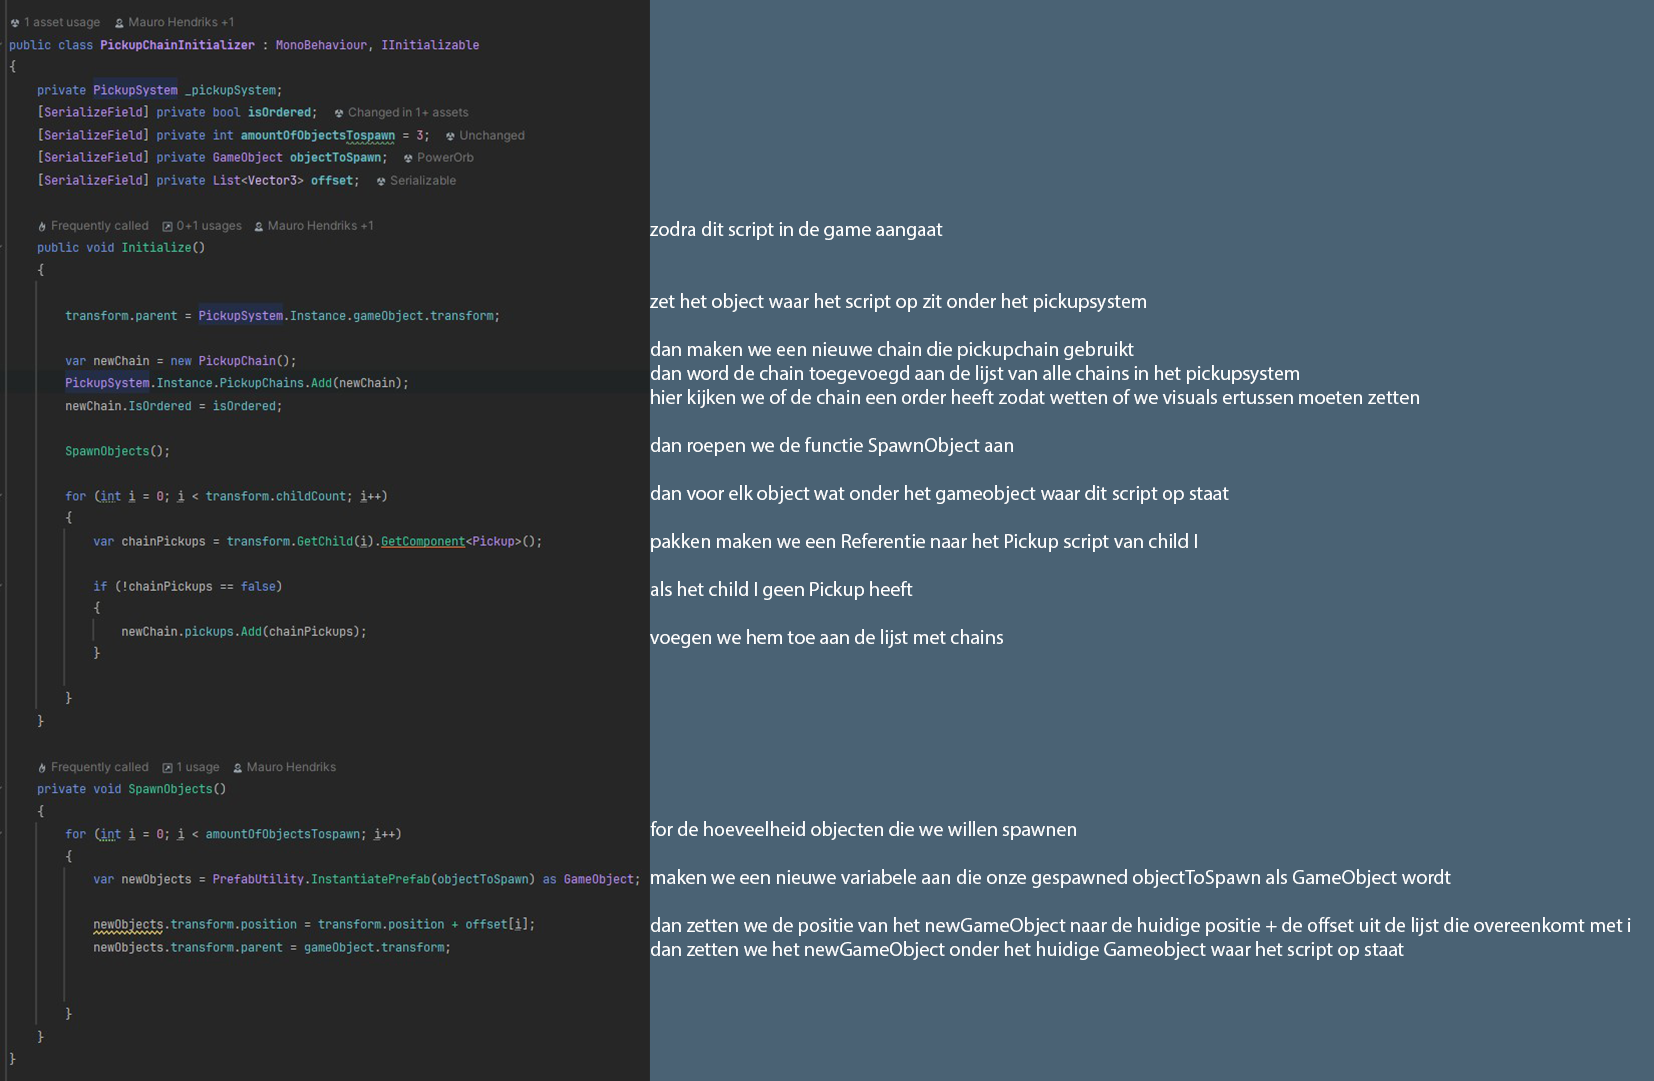 1 asset usage Mauro Hendriks +1
public class PickupChainInitializer : MonoBehaviour, IInitializable
{
private PickupSystem _pickupSystem;
[SerializeField] private bool isOrdered; Changed in 1+ assets
[SerializeField] private int amountOfObjectsTospawn = 3; Unchanged
[SerializeField] private GameObject objectToSpawn; PowerOrb
[SerializeField] private List<Vector3> offset; Serializable
Frequently called 0+1 usages Mauro Hendriks +1
zodra dit script in de game aangaat
public void Initialize()
{
zet het object waar het script op zit onder het pickupsystem
transform.parent = PickupSystem.Instance.gameObject.transform;
dan maken we een nieuwe chain die pickupchain gebruikt
var newChain = new PickupChain();
dan word de chain toegevoegd aan de lijst van alle chains in het pickupsystem
PickupSystem.Instance.PickupChains.Add(newChain);
hier kijken we of de chain een order heeft zodat wetten of we visuals ertussen moeten zetten
newChain.IsOrdered = isOrdered;
dan roepen we de functie SpawnObject aan
SpawnObjects();
dan voor elk object wat onder het gameobject waar dit script op staat
for (int i = 0; i < transform.childCount; i++)
{
var chainPickups = transform.GetChild(i).GetComponent<Pickup>();
pakken maken we een Referentie naar het Pickup script van child I
if (!chainPickups == false)
als het child I geen Pickup heeft
{
newChain.pickups.Add(chainPickups);
voegen we hem toe aan de lijst met chains
}
}
}
Frequently called 1 usage Mauro Hendriks
private void SpawnObjects()
{
for (int i = 0; i < amountOfObjectsTospawn; i++)
for de hoeveelheid objecten die we willen spawnen
{
var newObjects = PrefabUtility.InstantiatePrefab(objectToSpawn) as GameObject;
maken we een nieuwe variabele aan die onze gespawned objectToSpawn als GameObject wordt
newObjects.transform.position = transform.position + offset[i];
dan zetten we de positie van het newGameObject naar de huidige positie + de offset uit de lijst die overeenkomt met i
newObjects.transform.parent = gameObject.transform;
dan zetten we het newGameObject onder het huidige Gameobject waar het script op staat
}
}
}